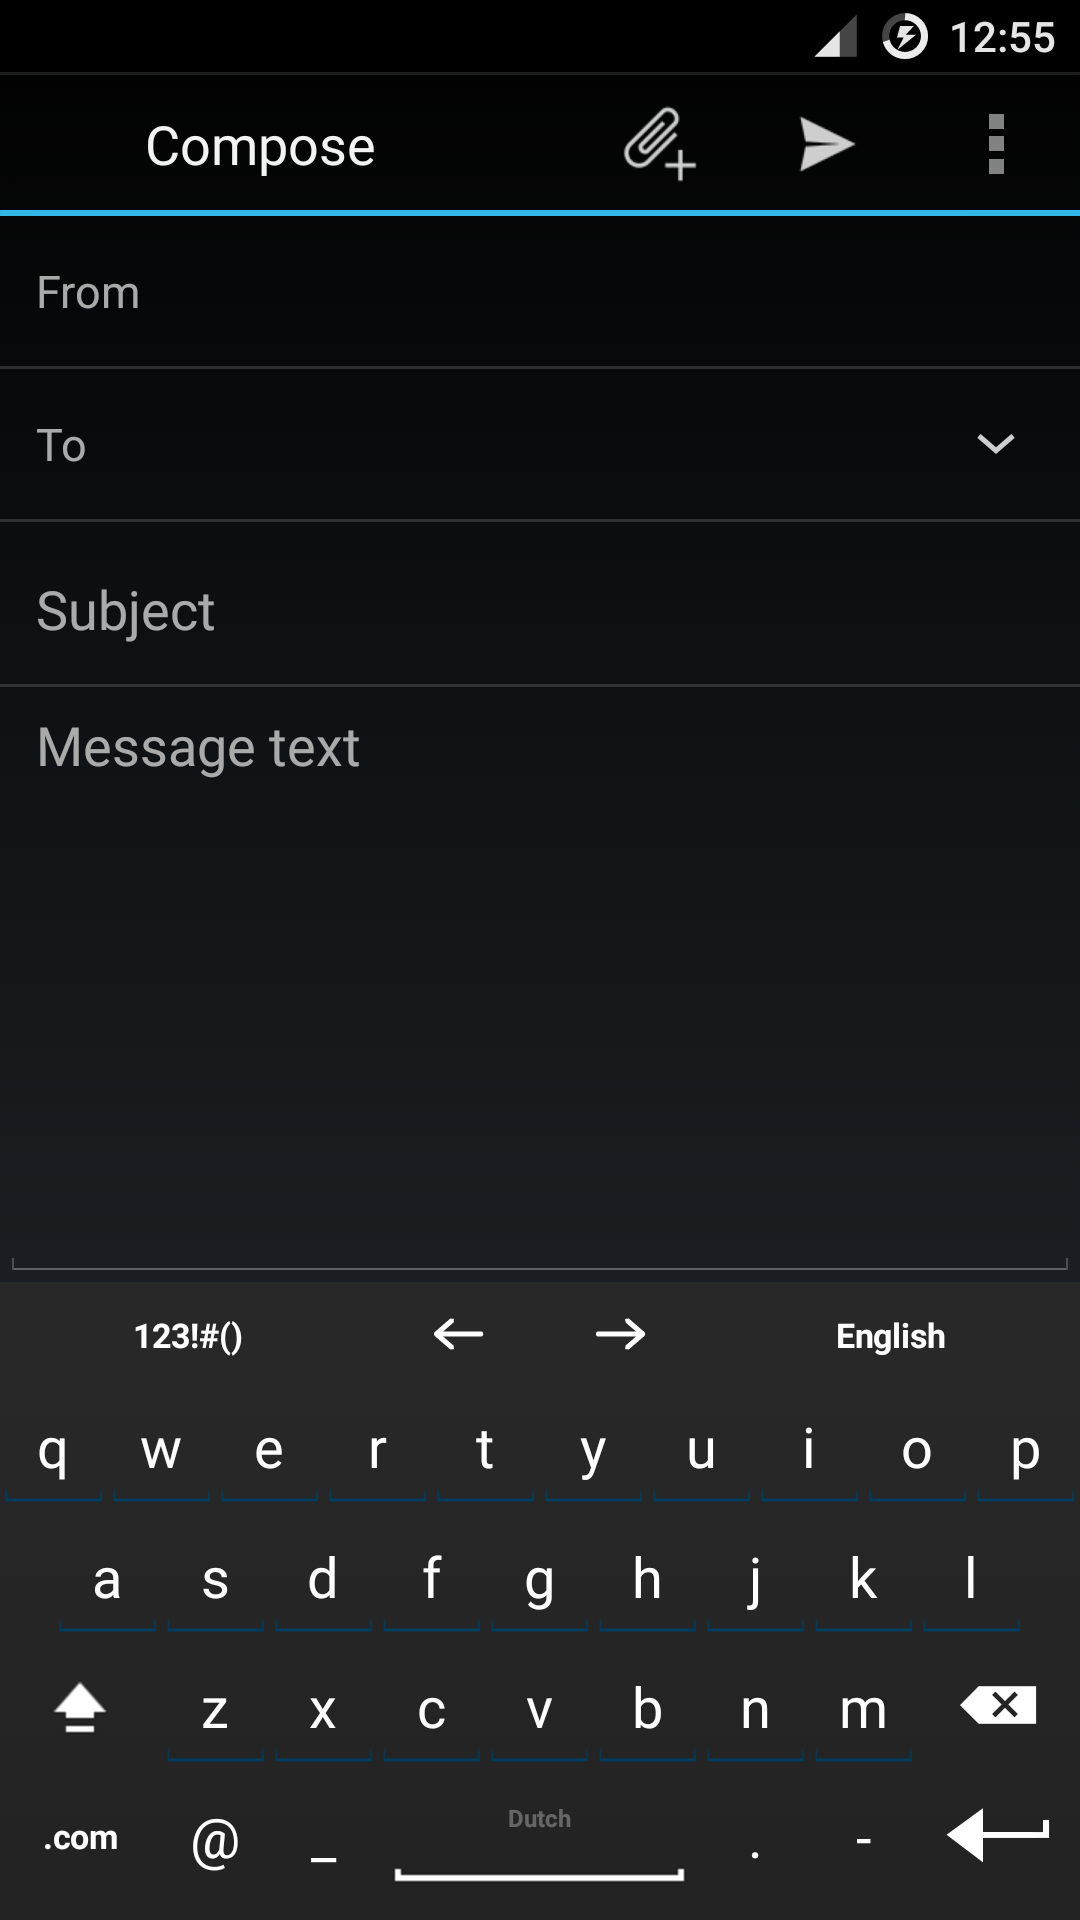 12:55
Compose
From
To
Subject
Message text
123!#() English
q w e r t y u i o p
a s d f g h j k l
z x c v b n m
.com @ _ Dutch . -